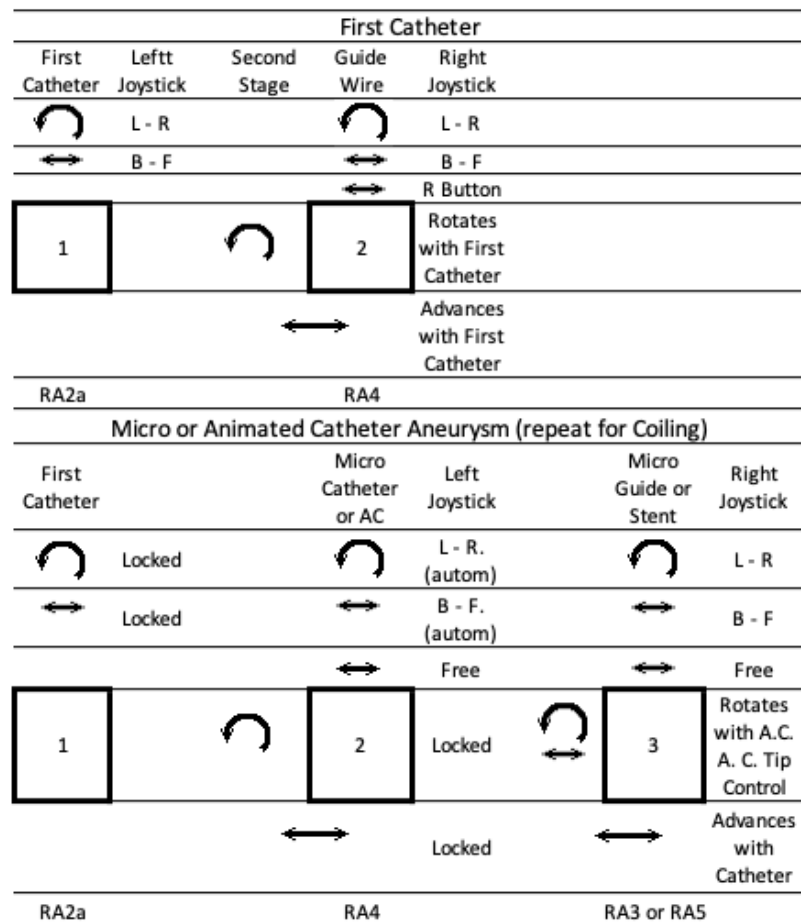 First Catheter
First Leftt Second Guide Right
Catheter Joystick Stage Wire Joystick
L - R L - R
B - F B - F
R Button
Rotates
1 2 with First
Catheter
Advances
with First
Catheter
RA2a RA4
Micro or Animated Catheter Aneurysm (repeat for Coiling)
Micro Micro
First Catheter Left Guide or Right
Catheter or AC Joystick Stent Joystick
Locked L - R. L - R
(autom)
Locked B - F. B - F
(autom)
Free Free
Rotates
with A.C.
1 2 Locked 3 A. C. Tip
Control
Advances
Locked with
Catheter
RA2a RA4 RA3 or RA5